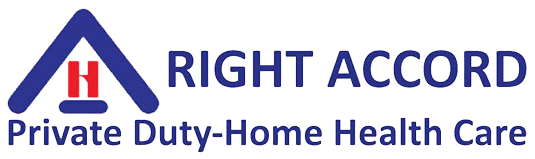 H
RIGHT ACCORD
Private Duty-Home Health Care